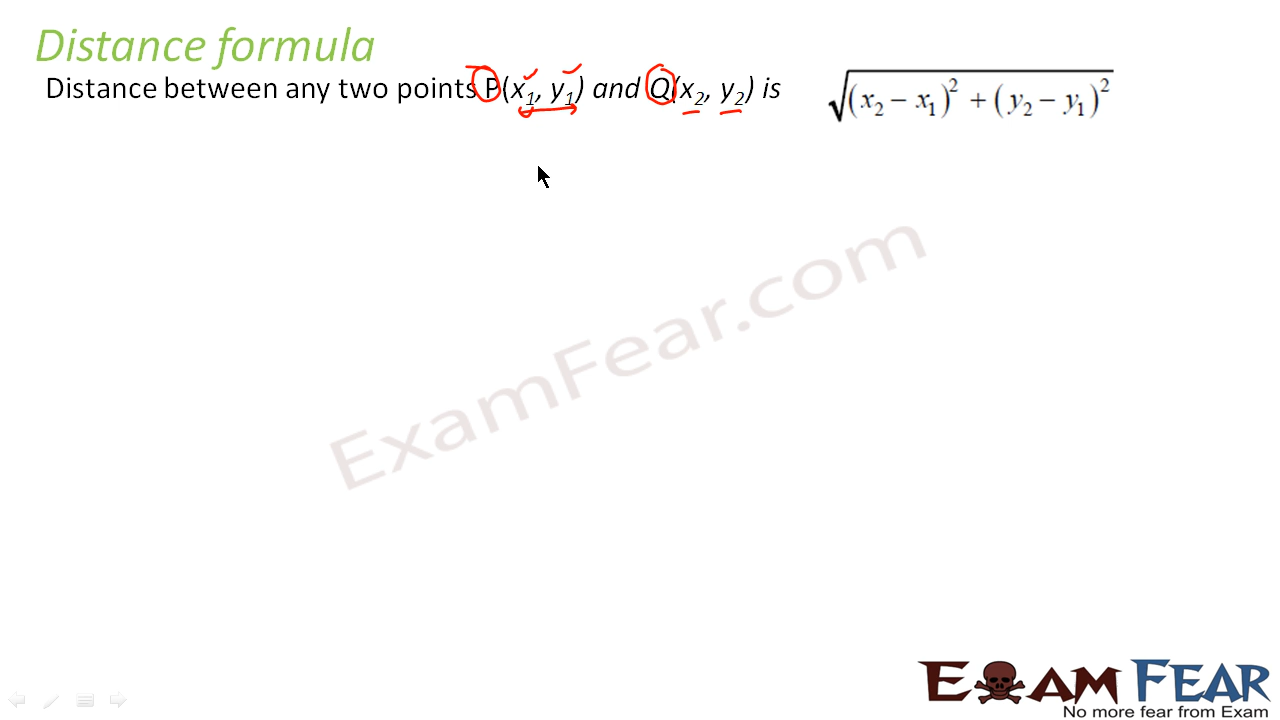 Distance formula
Distance between any two points P(x₁, y₁) and Q(x₂, y₂) is √((x₂ − x₁)² + (y₂ − y₁)²)
ExamFear.com
EXAM FEAR
No more fear from Exam